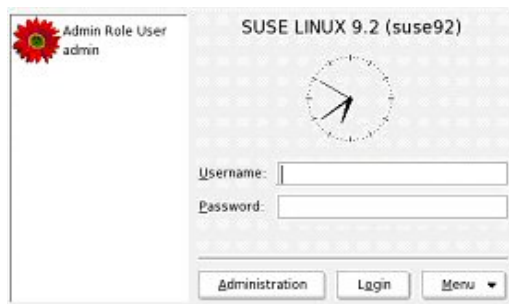 Admin Role User
admin
SUSE LINUX 9.2 (suse92)
Username:
Password:
Administration
Login
Menu